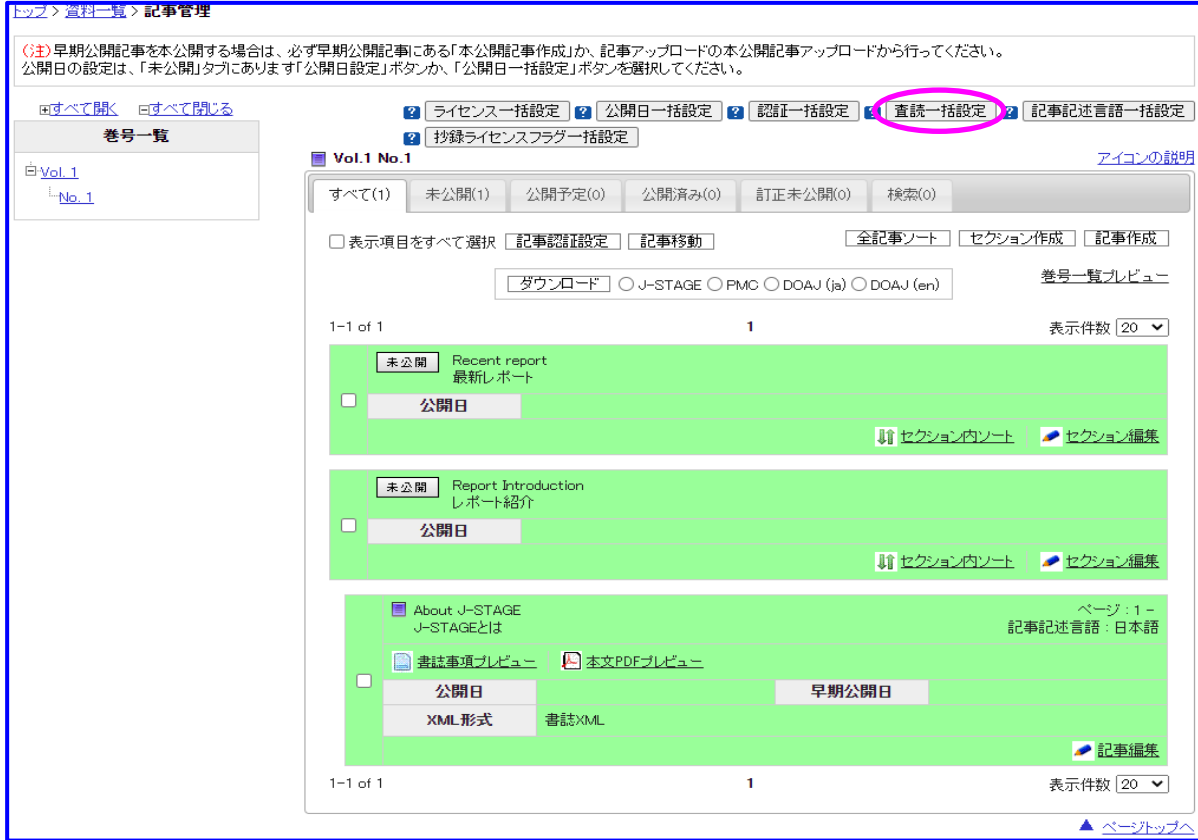 トップ > 資料一覧 > 記事管理
(注)早期公開記事を本公開する場合は、必ず早期公開記事にある「本公開記事作成」か、記事アップロードの本公開記事アップロードから行ってください。
公開日の設定は、「未公開」タブにあります「公開日設定」ボタンか、「公開日一括設定」ボタンを選択してください。
すべて開く すべて閉じる
? ライセンス一括設定 ? 公開日一括設定 ? 認証一括設定 ? 査読一括設定 ? 記事記述言語一括設定
? 抄録ライセンスフラグ一括設定
巻号一覧
Vol. 1
No. 1
Vol.1 No.1 アイコンの説明
すべて(1) 未公開(1) 公開予定(0) 公開済み(0) 訂正未公開(0) 検索(0)
表示項目をすべて選択 記事認証設定 記事移動 全記事ソート セクション作成 記事作成
ダウンロード J-STAGE PMC DOAJ (ja) DOAJ (en) 巻号一覧プレビュー
1-1 of 1 1 表示件数 20
未公開 Recent report
最新レポート
公開日
セクション内ソート セクション編集
未公開 Report Introduction
レポート紹介
公開日
セクション内ソート セクション編集
About J-STAGE ページ : 1 -
J-STAGEとは 記事記述言語 : 日本語
書誌事項プレビュー 本文PDFプレビュー
公開日 早期公開日
XML形式 書誌XML
記事編集
1-1 of 1 1 表示件数 20
ページトップへ